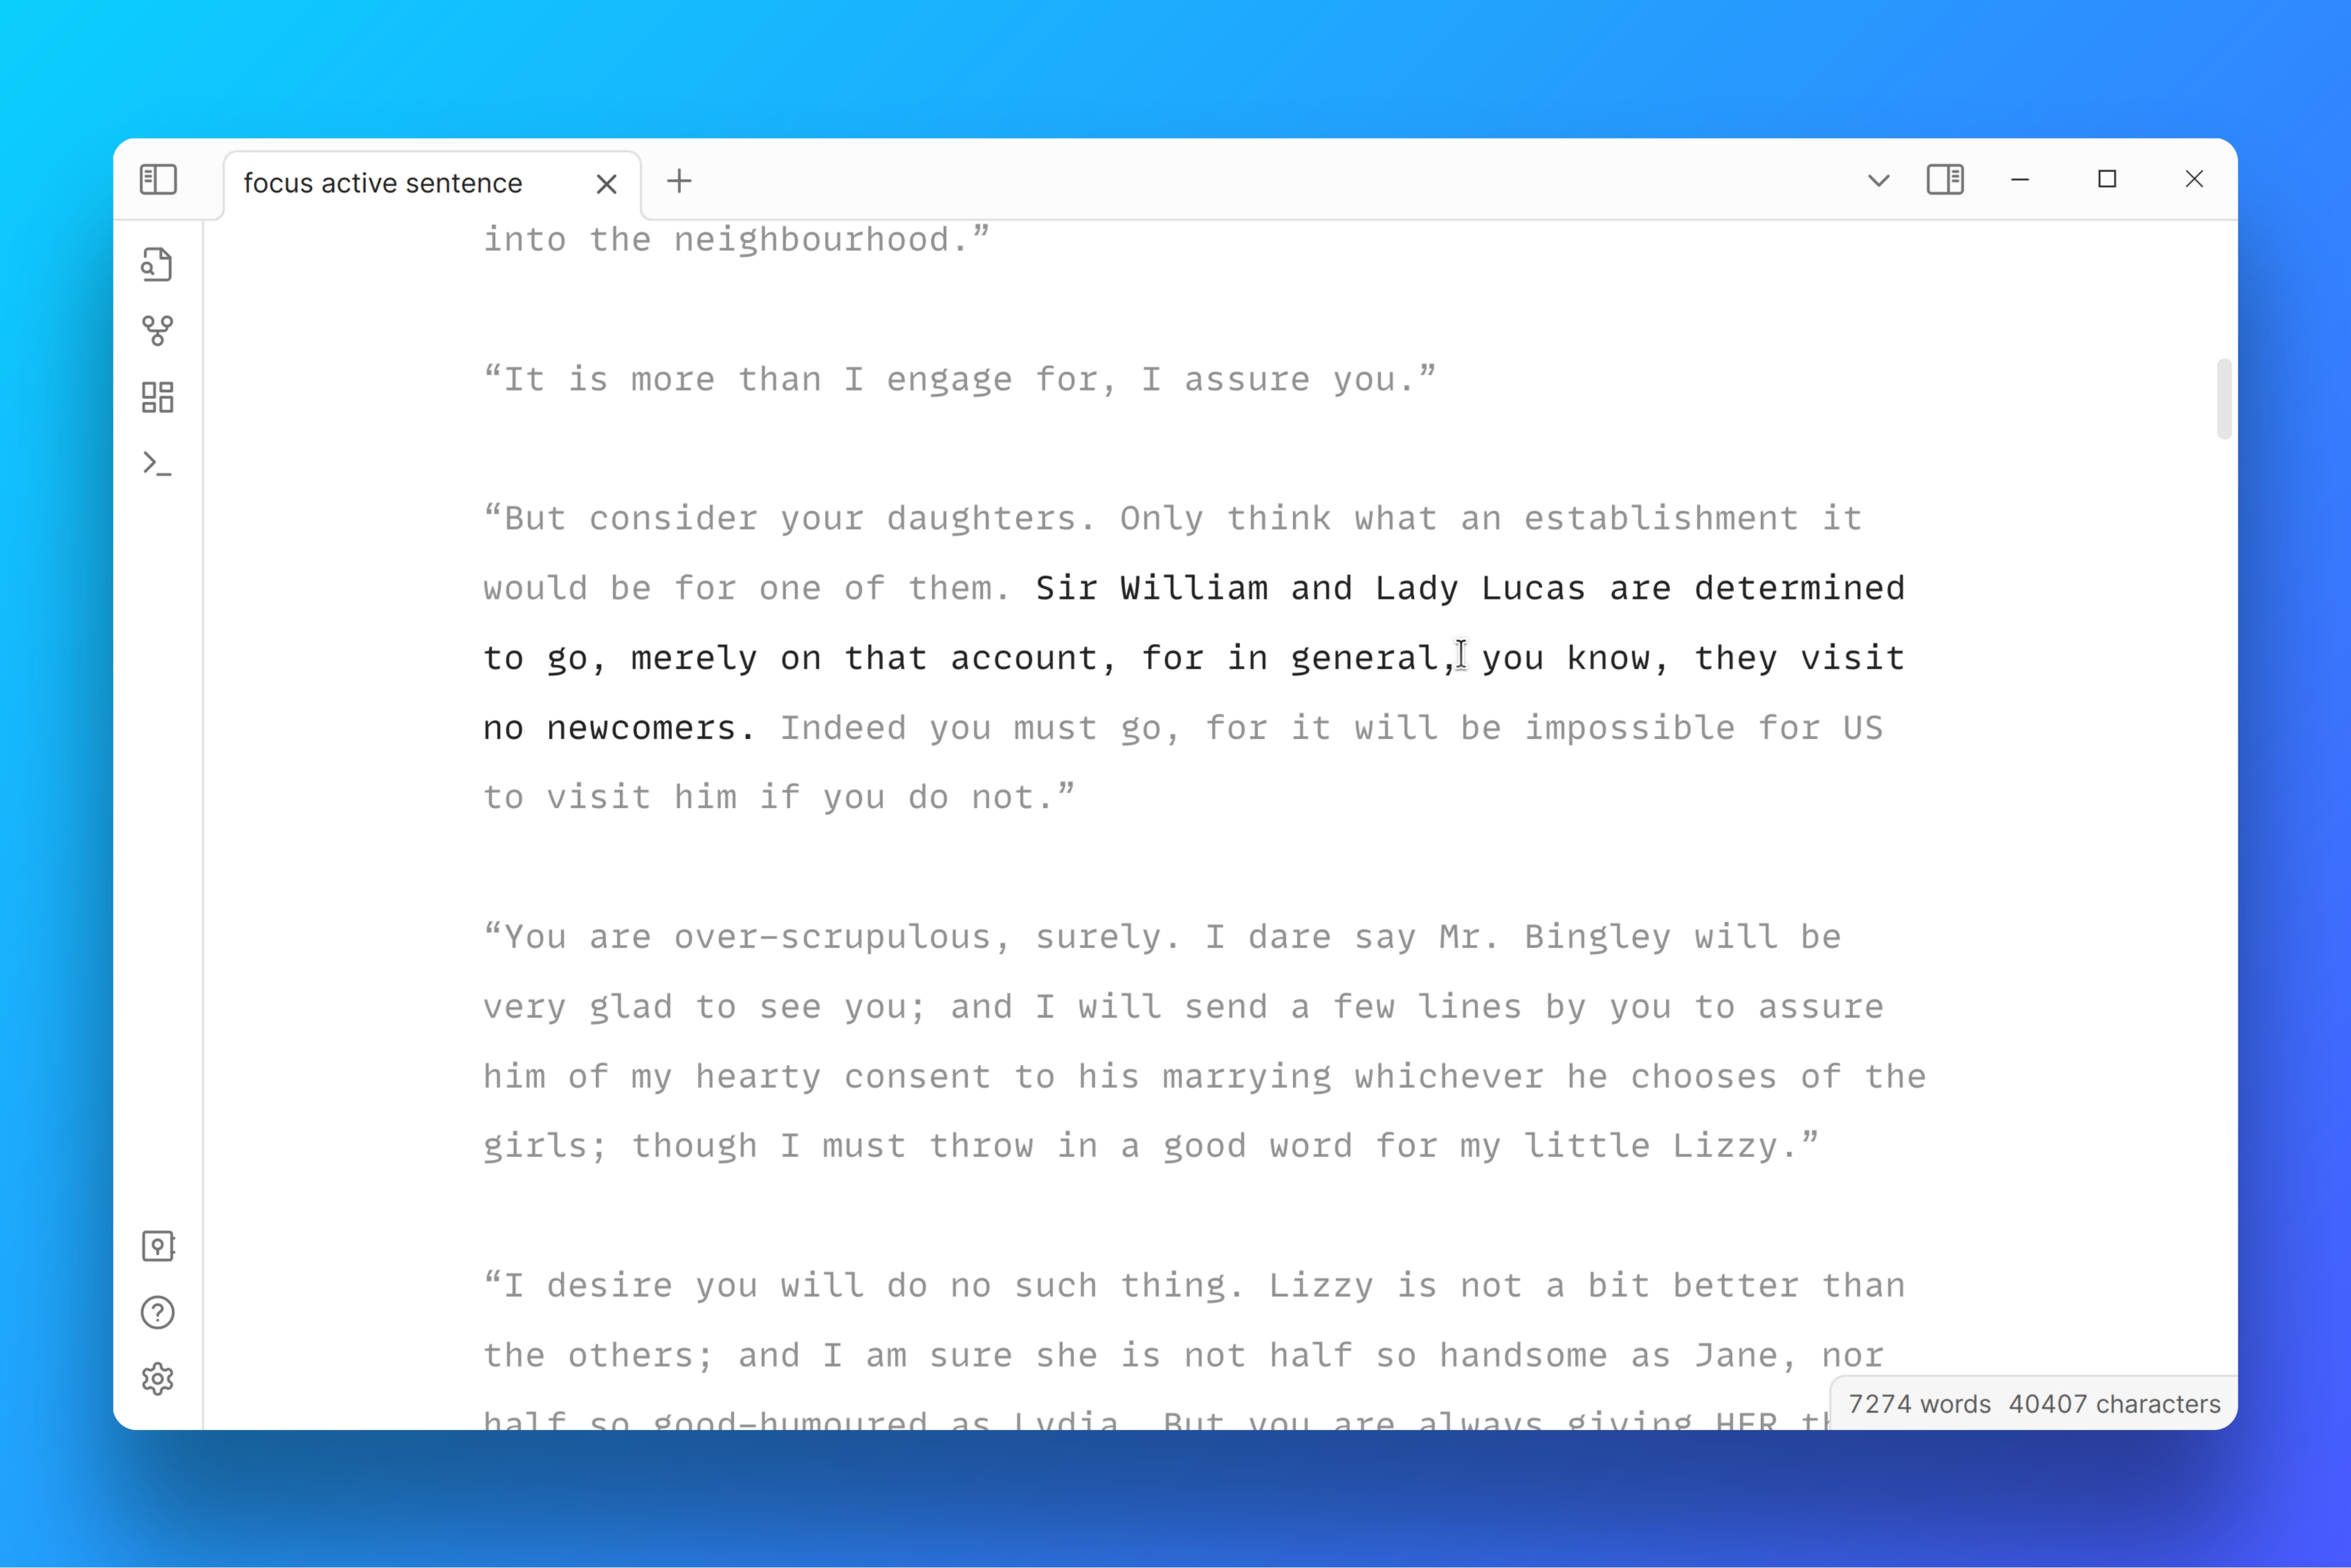 focus active sentence
into the neighbourhood.”
“It is more than I engage for, I assure you.”
“But consider your daughters. Only think what an establishment it
would be for one of them. Sir William and Lady Lucas are determined
to go, merely on that account, for in general, you know, they visit
no newcomers. Indeed you must go, for it will be impossible for US
to visit him if you do not.”
“You are over-scrupulous, surely. I dare say Mr. Bingley will be
very glad to see you; and I will send a few lines by you to assure
him of my hearty consent to his marrying whichever he chooses of the
girls; though I must throw in a good word for my little Lizzy.”
“I desire you will do no such thing. Lizzy is not a bit better than
the others; and I am sure she is not half so handsome as Jane, nor
half so good-humoured as Lydia. But you are always giving HER
7274 words 40407 characters